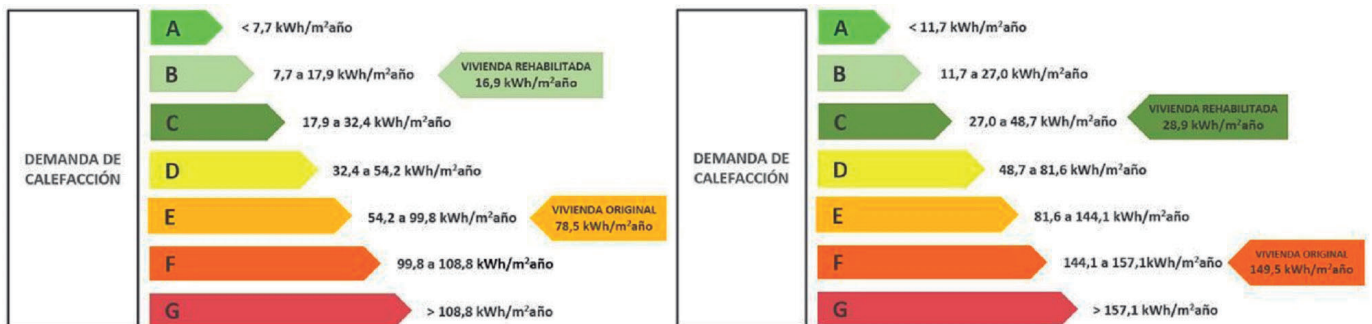 DEMANDA DE
CALEFACCIÓN
A
< 7,7 kWh/m²año
B
7,7 a 17,9 kWh/m²año
VIVIENDA REHABILITADA
16,9 kWh/m²año
C
17,9 a 32,4 kWh/m²año
D
32,4 a 54,2 kWh/m²año
E
54,2 a 99,8 kWh/m²año
VIVIENDA ORIGINAL
78,5 kWh/m²año
F
99,8 a 108,8 kWh/m²año
G
> 108,8 kWh/m²año
DEMANDA DE
CALEFACCIÓN
A
< 11,7 kWh/m²año
B
11,7 a 27,0 kWh/m²año
C
27,0 a 48,7 kWh/m²año
VIVIENDA REHABILITADA
28,9 kWh/m²año
D
48,7 a 81,6 kWh/m²año
E
81,6 a 144,1 kWh/m²año
F
144,1 a 157,1kWh/m²año
VIVIENDA ORIGINAL
149,5 kWh/m²año
G
> 157,1 kWh/m²año